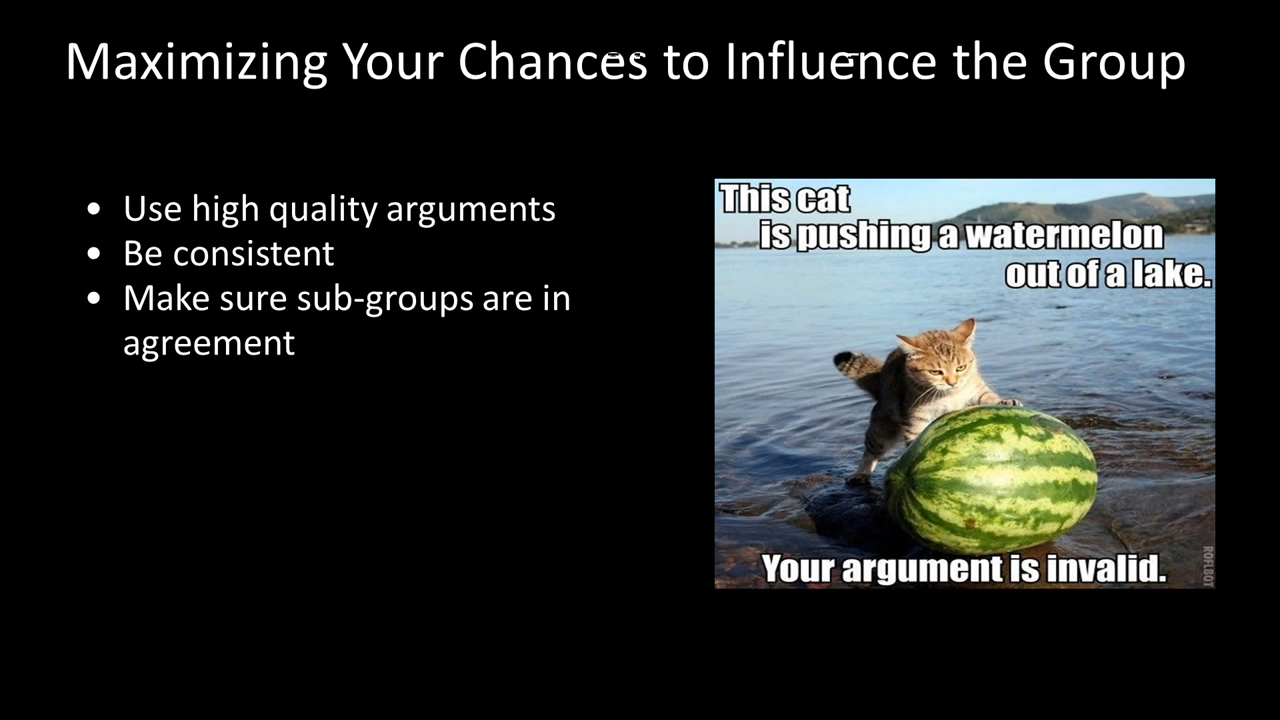 Maximizing Your Chances to Influence the Group
• Use high quality arguments
• Be consistent
• Make sure sub-groups are in
agreement
This cat
is pushing a watermelon
out of a lake.
Your argument is invalid.
ROFLBOT